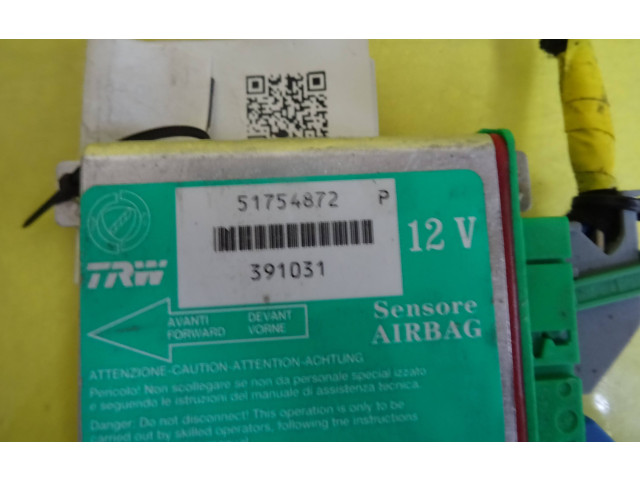 51754872 P
391031
12 V
TRW
AVANTI DEVANT
FORWARD VORNE
Sensore
AIRBAG
ATTENZIONE-CAUTION-ATTENTION-ACHTUNG
Pericolo! Non scollegare se non da personale special izzato
e seguendo le istruzioni del manuale di assistenza tecnica.
Danger: Do not disconnect! This operation is only to be
carried out by skilled operators, following the instructions